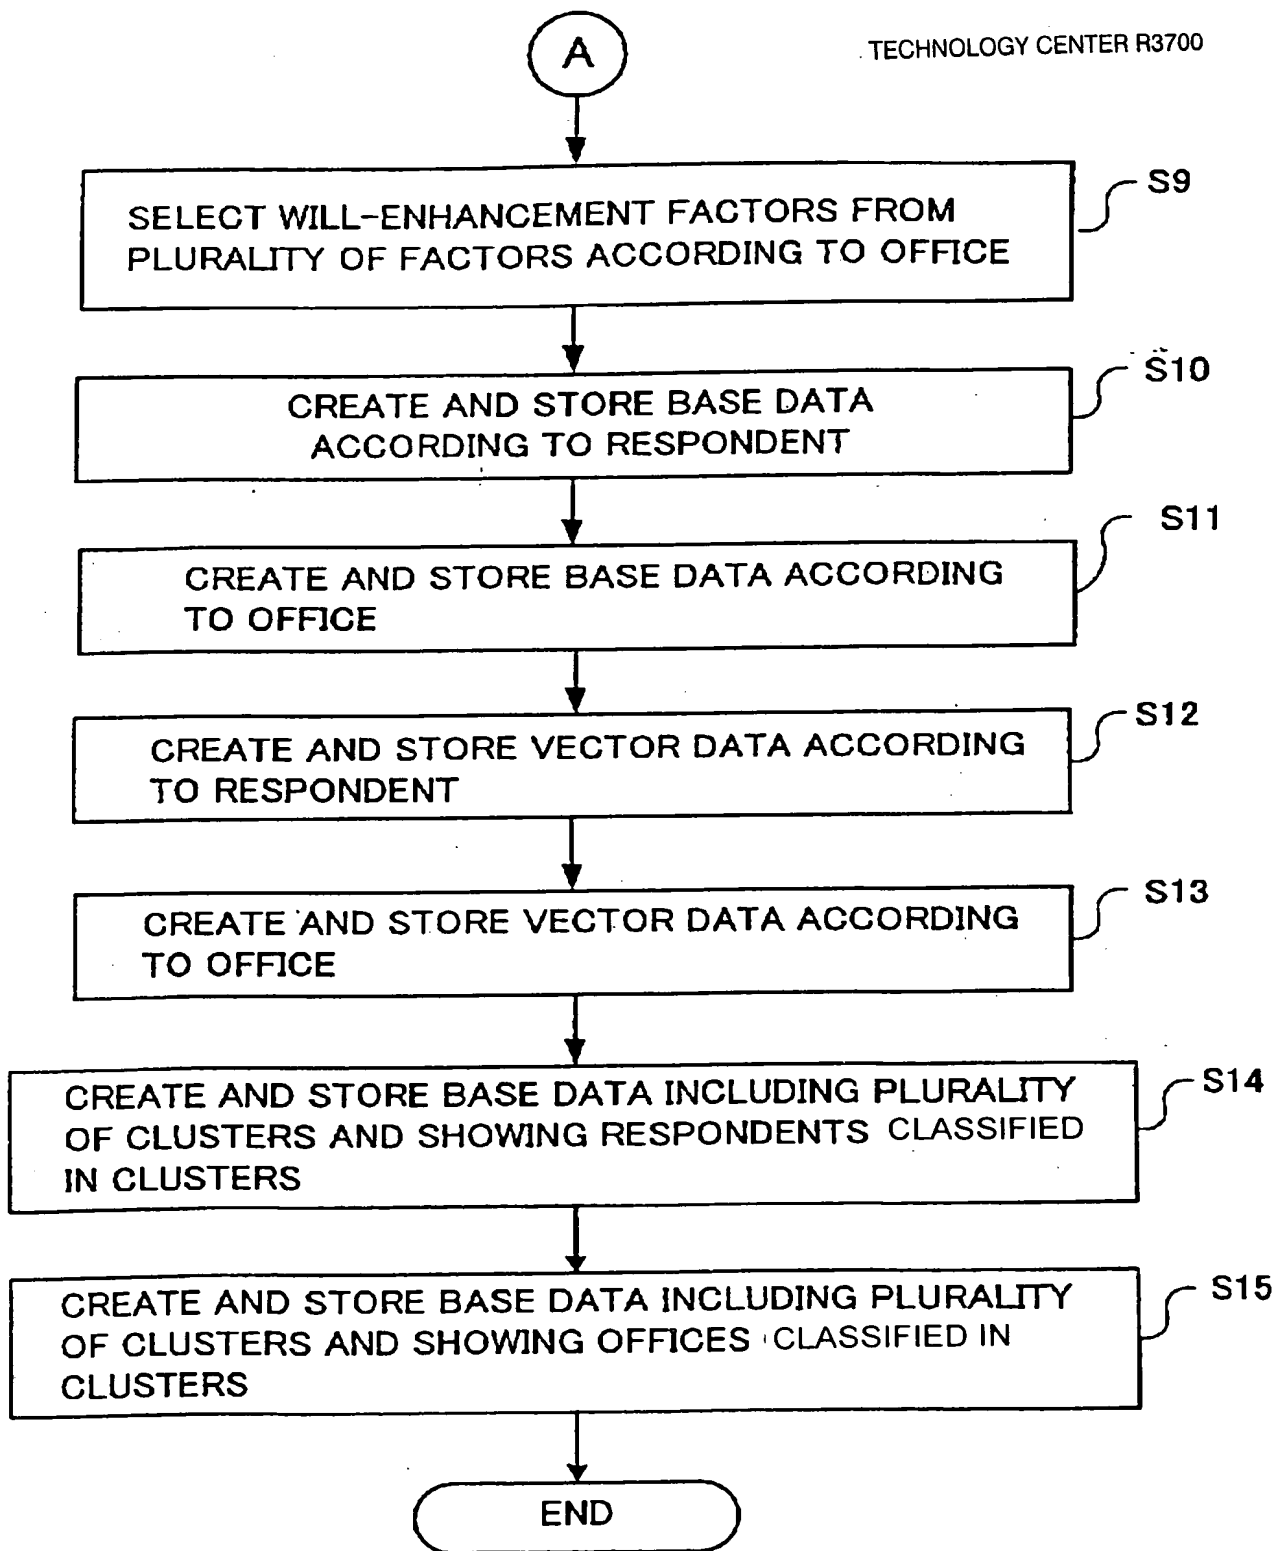 TECHNOLOGY CENTER R3700
A
SELECT WILL-ENHANCEMENT FACTORS FROM
PLURALITY OF FACTORS ACCORDING TO OFFICE
S9
CREATE AND STORE BASE DATA
ACCORDING TO RESPONDENT
S10
CREATE AND STORE BASE DATA ACCORDING
TO OFFICE
S11
CREATE AND STORE VECTOR DATA ACCORDING
TO RESPONDENT
S12
CREATE AND STORE VECTOR DATA ACCORDING
TO OFFICE
S13
CREATE AND STORE BASE DATA INCLUDING PLURALITY
OF CLUSTERS AND SHOWING RESPONDENTS CLASSIFIED
IN CLUSTERS
S14
CREATE AND STORE BASE DATA INCLUDING PLURALITY
OF CLUSTERS AND SHOWING OFFICES CLASSIFIED IN
CLUSTERS
S15
END